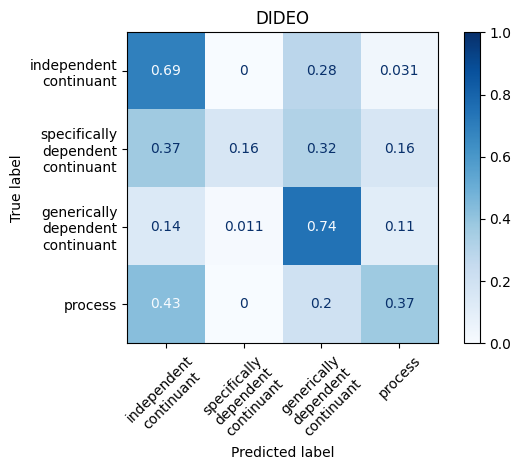 DIDEO
independent
continuant
0.69 0 0.28 0.031
specifically
dependent
continuant
0.37 0.16 0.32 0.16
generically
dependent
continuant
0.14 0.011 0.74 0.11
process
0.43 0 0.2 0.37
True label
independent
continuant
specifically
dependent
continuant
generically
dependent
continuant
process
Predicted label
1.0
0.8
0.6
0.4
0.2
0.0